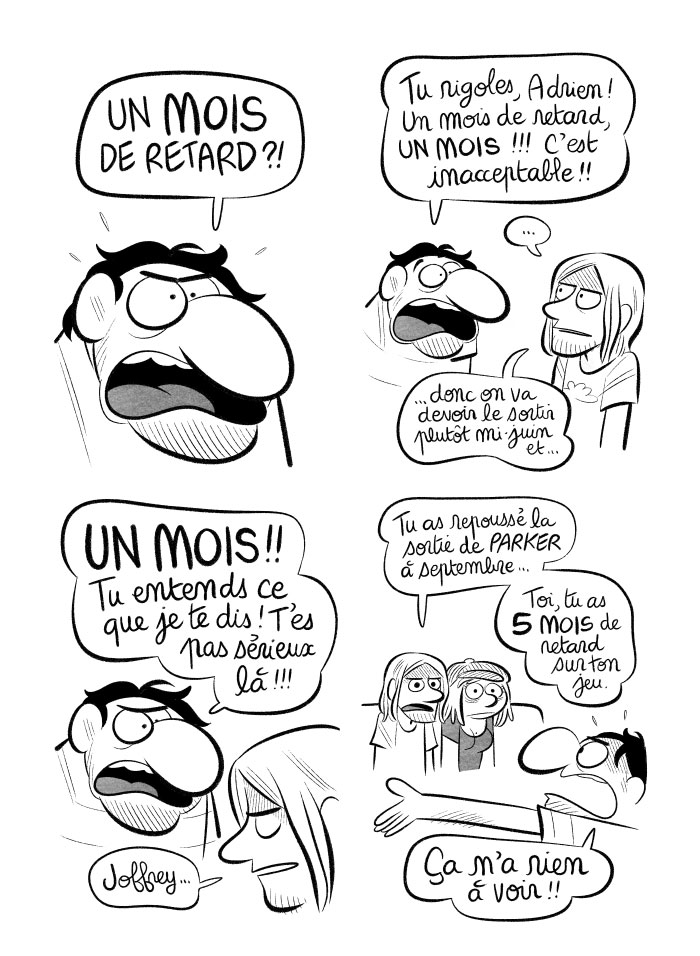 UN MOIS
DE RETARD ?!
Tu rigoles, Adrien !
Un mois de retard,
UN MOIS !!! C'est
inacceptable !!
...
...donc on va
devoir le sortir
plutôt mi-juin
et...
UN MOIS !!
Tu entends ce
que je te dis ! T'es
pas sérieux
là !!!
Joffrey...
Tu as repoussé la
sortie de PARKER
à septembre...
Toi, tu as
5 MOIS de
retard
sur ton
jeu.
Ça n'a rien
à voir !!